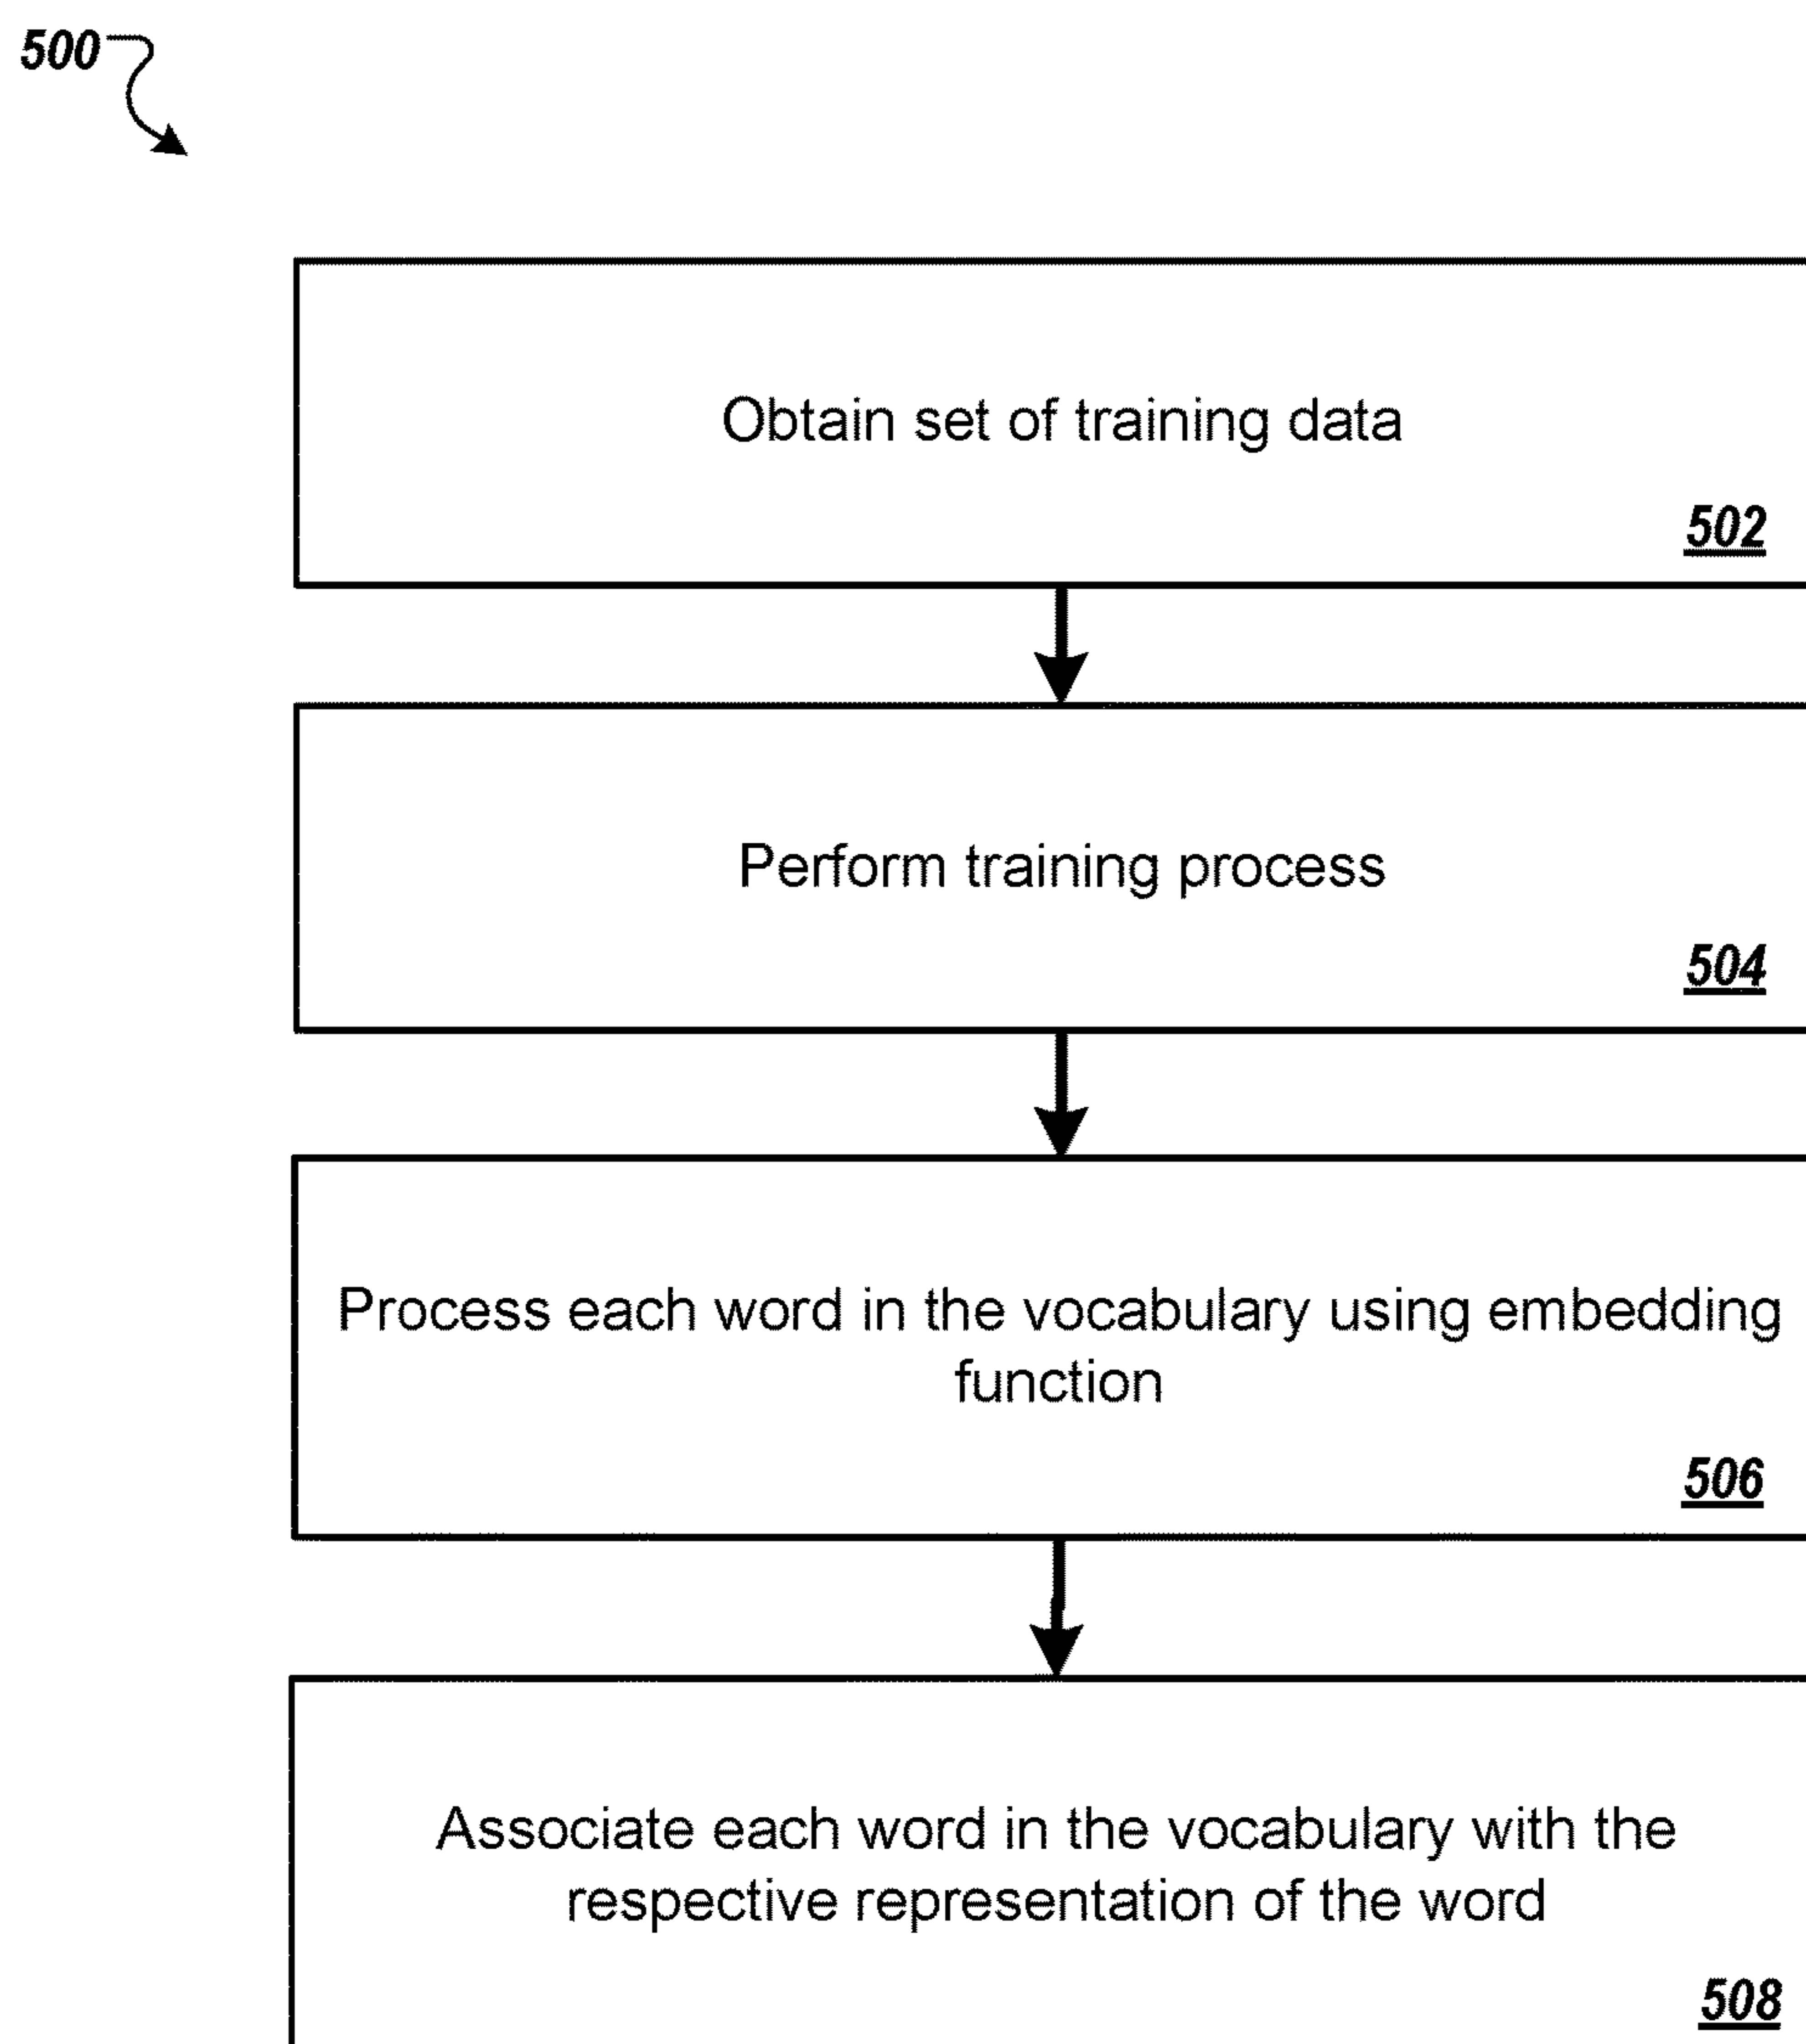 500
Obtain set of training data
502
Perform training process
504
Process each word in the vocabulary using embedding
function
506
Associate each word in the vocabulary with the
respective representation of the word
508